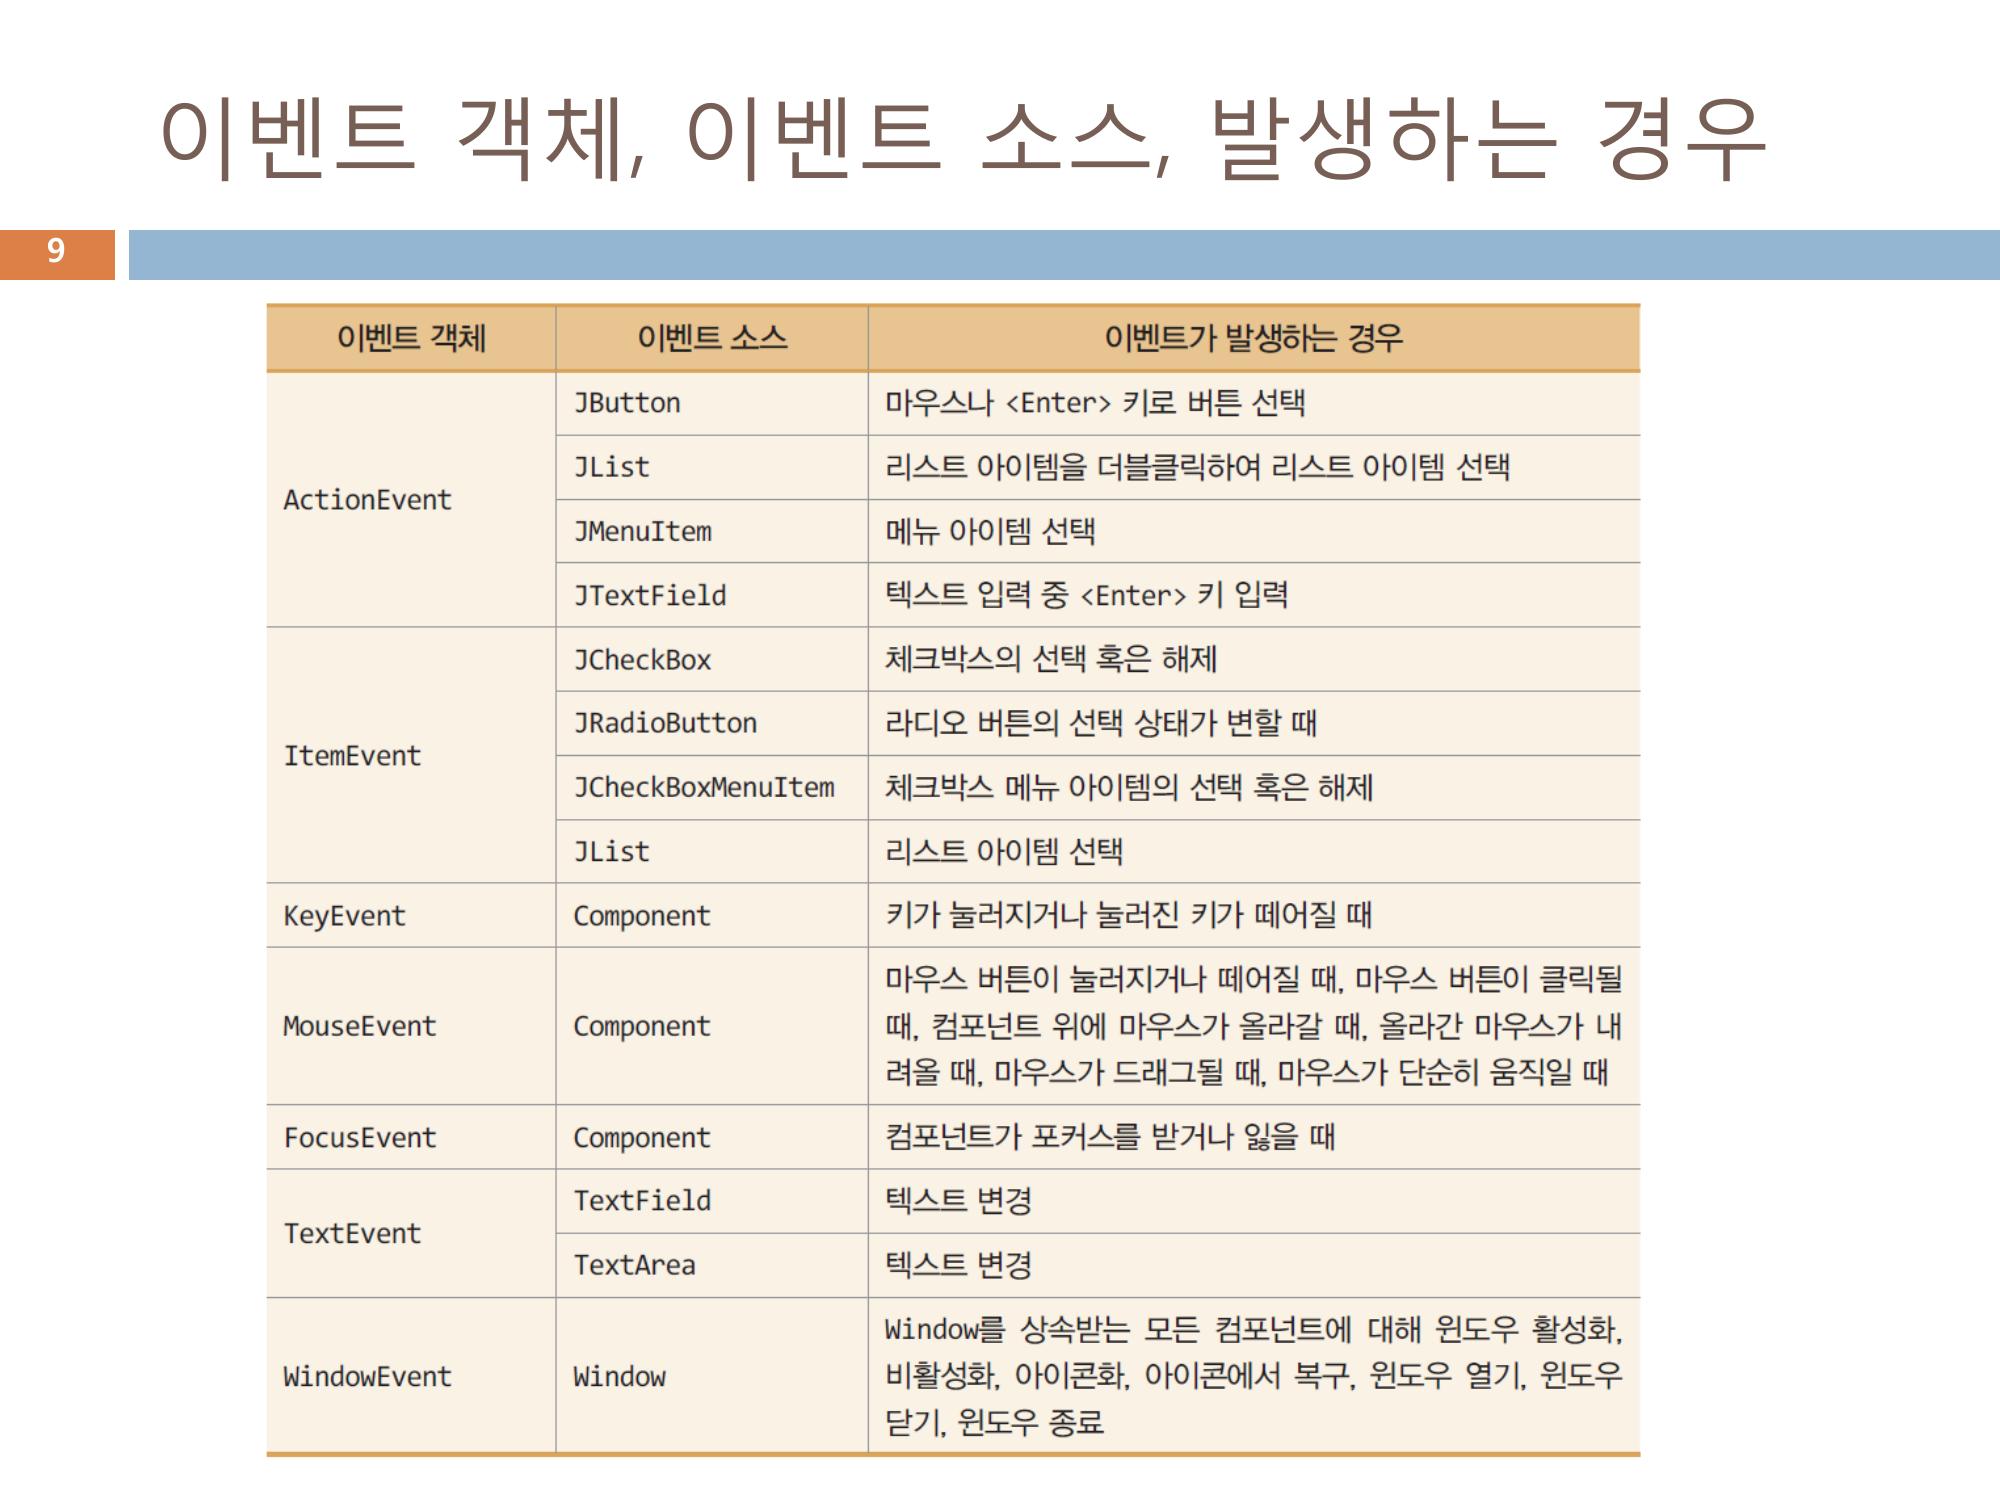 이벤트 객체, 이벤트 소스, 발생하는 경우
9
이벤트 객체 이벤트 소스 이벤트가 발생하는 경우
ActionEvent
JButton 마우스나 <Enter> 키로 버튼 선택
JList 리스트 아이템을 더블클릭하여 리스트 아이템 선택
JMenuItem 메뉴 아이템 선택
JTextField 텍스트 입력 중 <Enter> 키 입력
ItemEvent
JCheckBox 체크박스의 선택 혹은 해제
JRadioButton 라디오 버튼의 선택 상태가 변할 때
JCheckBoxMenuItem 체크박스 메뉴 아이템의 선택 혹은 해제
JList 리스트 아이템 선택
KeyEvent Component 키가 눌러지거나 눌러진 키가 떼어질 때
MouseEvent Component
마우스 버튼이 눌러지거나 떼어질 때, 마우스 버튼이 클릭될
때, 컴포넌트 위에 마우스가 올라갈 때, 올라간 마우스가 내
려올 때, 마우스가 드래그될 때, 마우스가 단순히 움직일 때
FocusEvent Component 컴포넌트가 포커스를 받거나 잃을 때
TextEvent
TextField 텍스트 변경
TextArea 텍스트 변경
WindowEvent Window
Window를 상속받는 모든 컴포넌트에 대해 윈도우 활성화,
비활성화, 아이콘화, 아이콘에서 복구, 윈도우 열기, 윈도우
닫기, 윈도우 종료